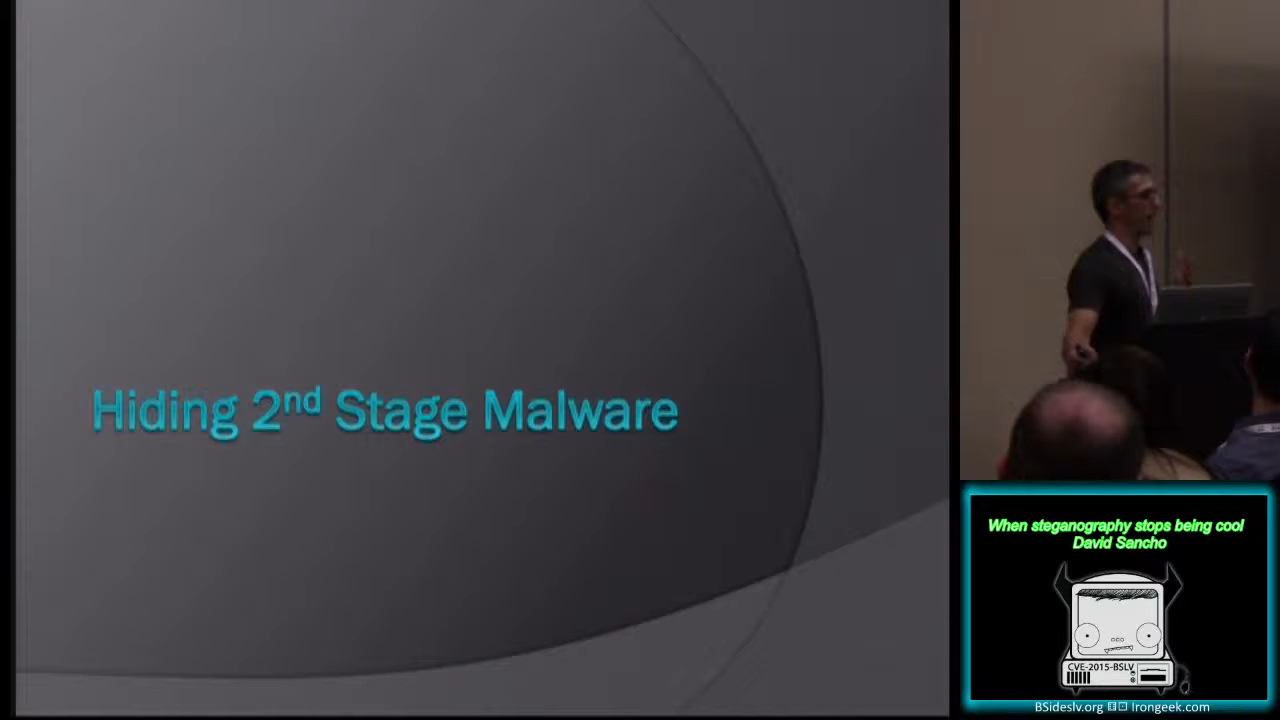 Hiding 2nd Stage Malware
When steganography stops being cool
David Sancho
CVE-2015-BSLV
BSideslv.org Irongeek.com